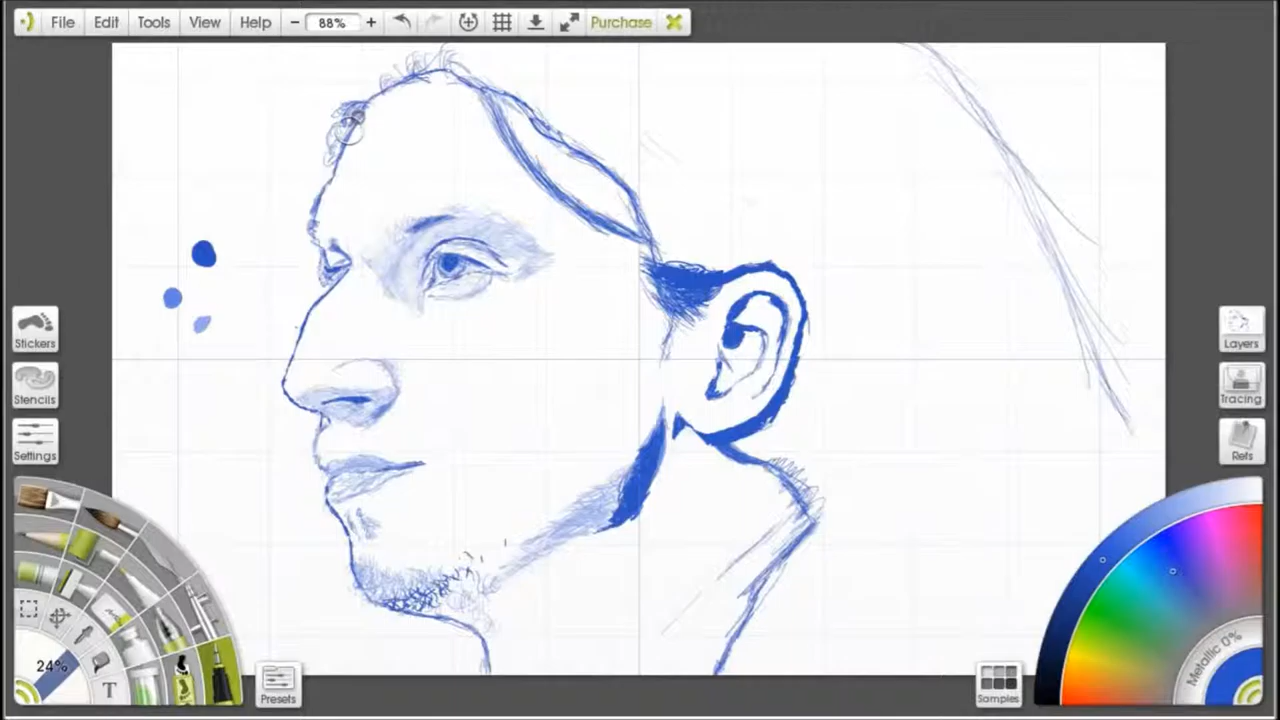 File Edit Tools View Help − 88% + Purchase
Stickers
Stencils
Settings
Layers
Tracing
Refs
24%
T
Presets
Samples
Metallic 0%